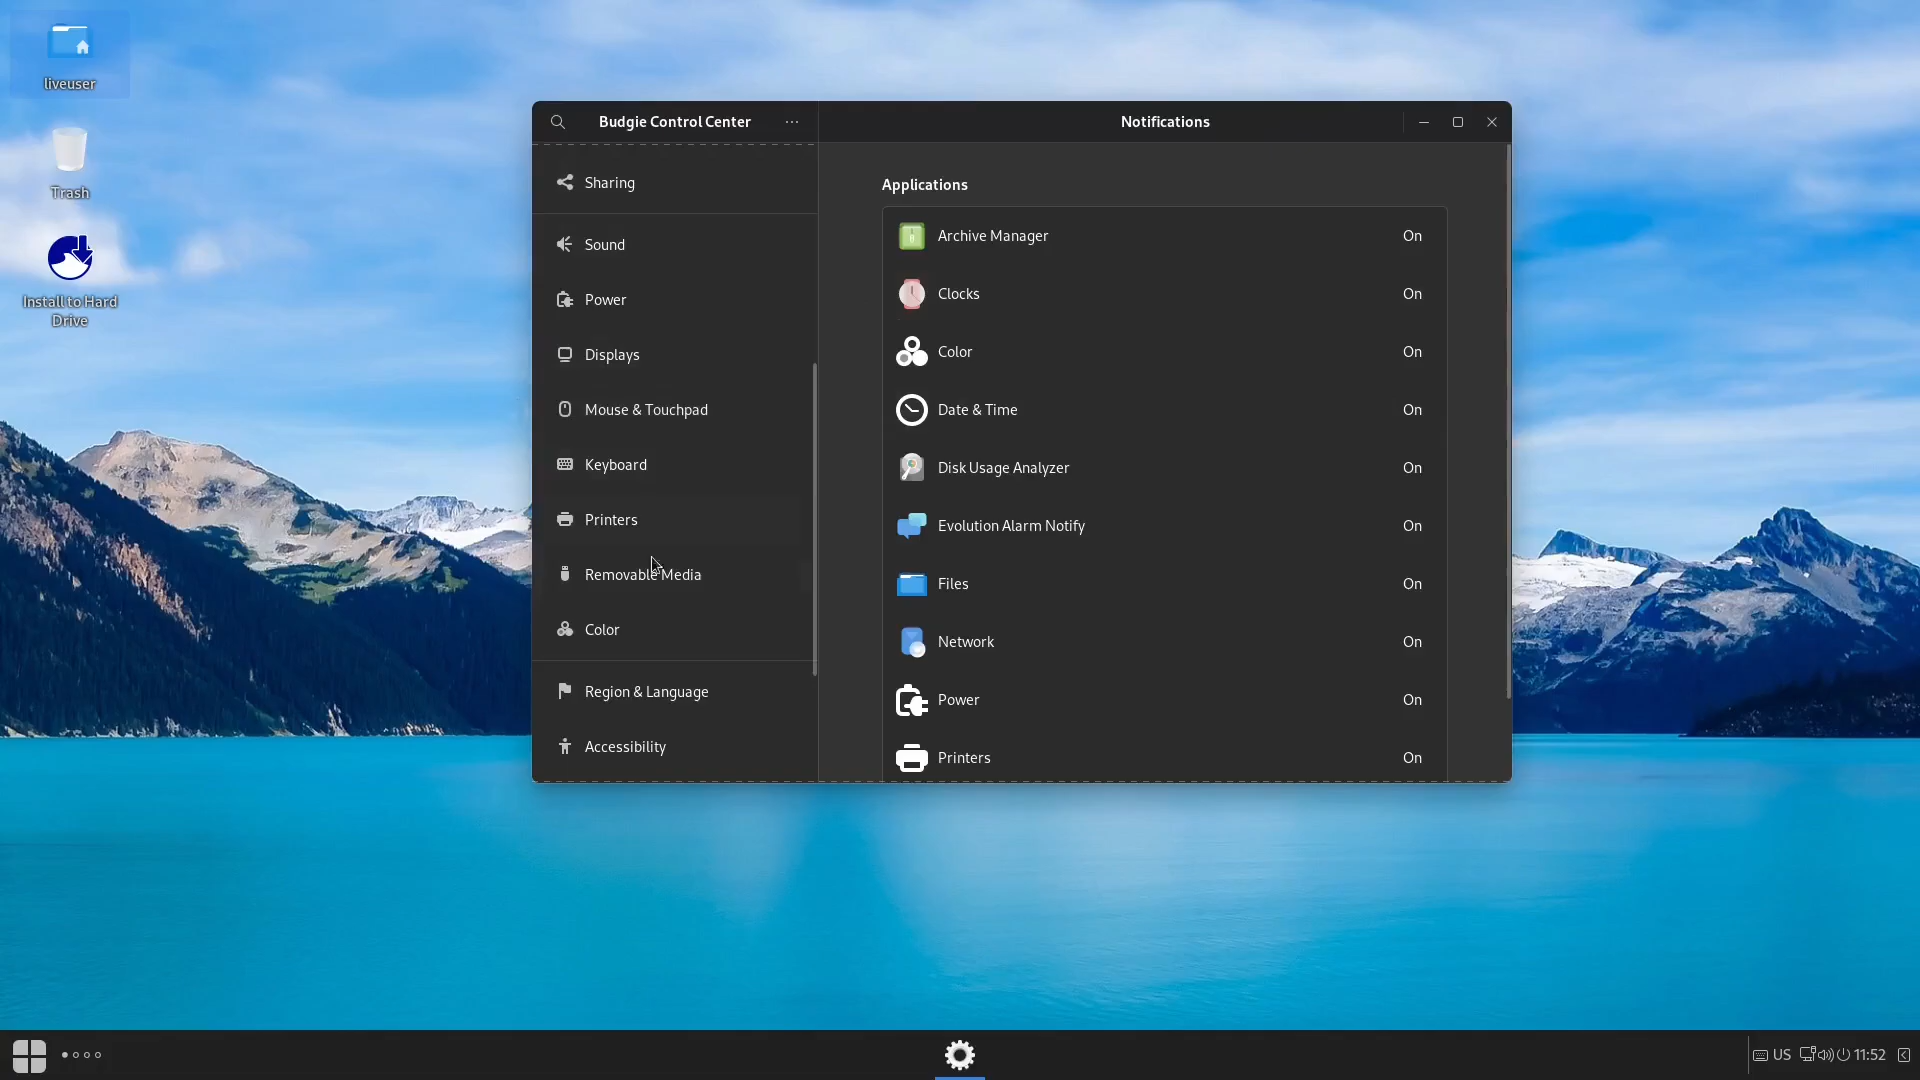 liveuser
Trash
Install to Hard
Drive
Budgie Control Center
Notifications
Sharing
Sound
Power
Displays
Mouse & Touchpad
Keyboard
Printers
Removable Media
Color
Region & Language
Accessibility
Applications
Archive Manager On
Clocks On
Color On
Date & Time On
Disk Usage Analyzer On
Evolution Alarm Notify On
Files On
Network On
Power On
Printers On
US 11:52